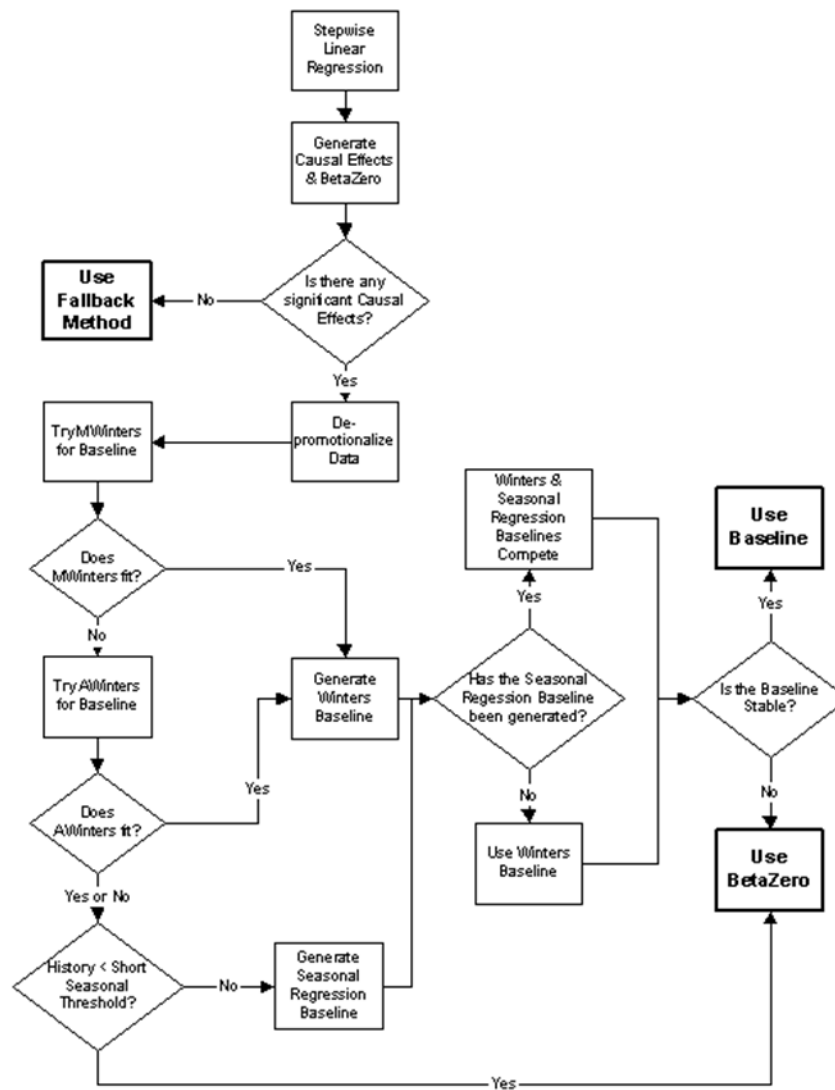 Stepwise
Linear
Regression
Generate
Causal Effects
& BetaZero
Is there any
significant Causal
Effects?
No
Use
Fallback
Method
Yes
De-
promotionalize
Data
TryMWinters
for Baseline
Does
MWinters fit?
Yes
No
TryAWinters
for Baseline
Generate
Winters
Baseline
Does
AWinters fit?
Yes
Yes or No
History < Short
Seasonal
Threshold?
No
Generate
Seasonal
Regression
Baseline
Yes
Winters &
Seasonal
Regression
Baselines
Compete
Yes
Has the Seasonal
Regession Baseline
been generated?
No
Use Winters
Baseline
Use
Baseline
Yes
Is the Baseline
Stable?
No
Use
BetaZero